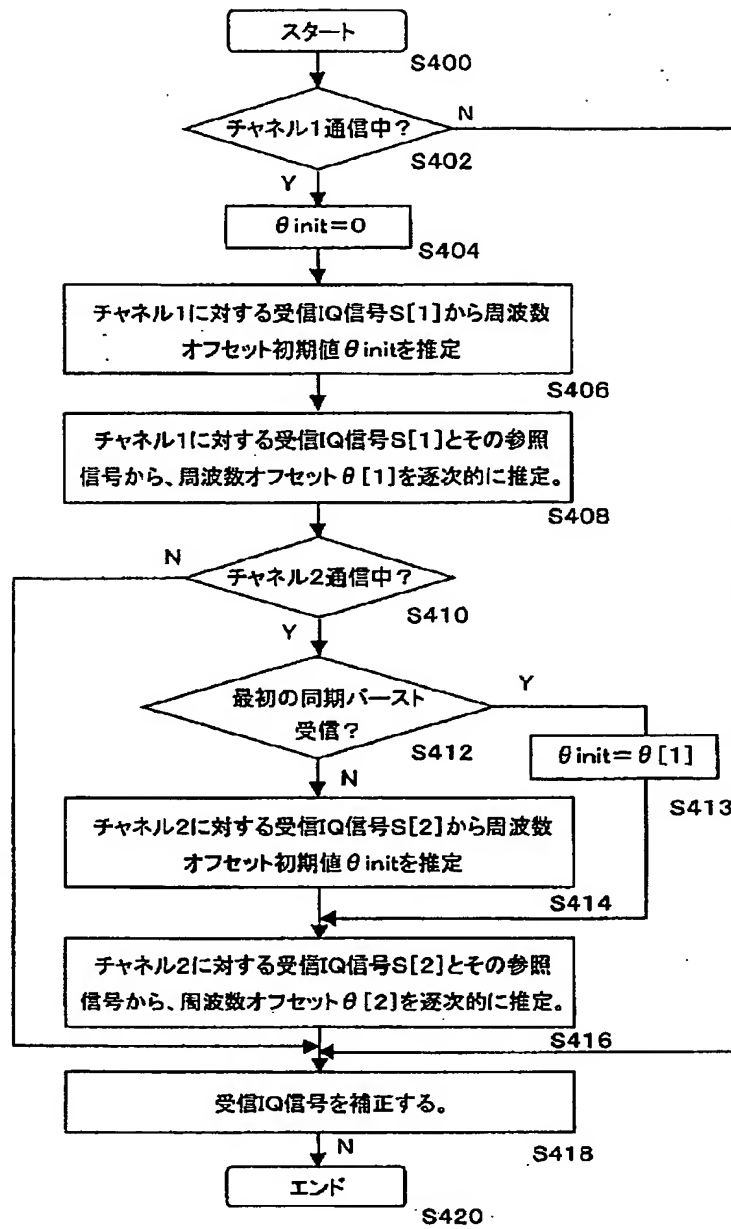 スタート
S400
チャネル1通信中？
N
S402
Y
θinit=0
S404
チャネル1に対する受信IQ信号S[1]から周波数
オフセット初期値θinitを推定
S406
チャネル1に対する受信IQ信号S[1]とその参照
信号から、周波数オフセットθ[1]を逐次的に推定。
S408
N
チャネル2通信中？
S410
Y
最初の同期バースト
受信？
Y
S412
θinit=θ[1]
S413
N
チャネル2に対する受信IQ信号S[2]から周波数
オフセット初期値θinitを推定
S414
チャネル2に対する受信IQ信号S[2]とその参照
信号から、周波数オフセットθ[2]を逐次的に推定。
S416
受信IQ信号を補正する。
S418
N
エンド
S420